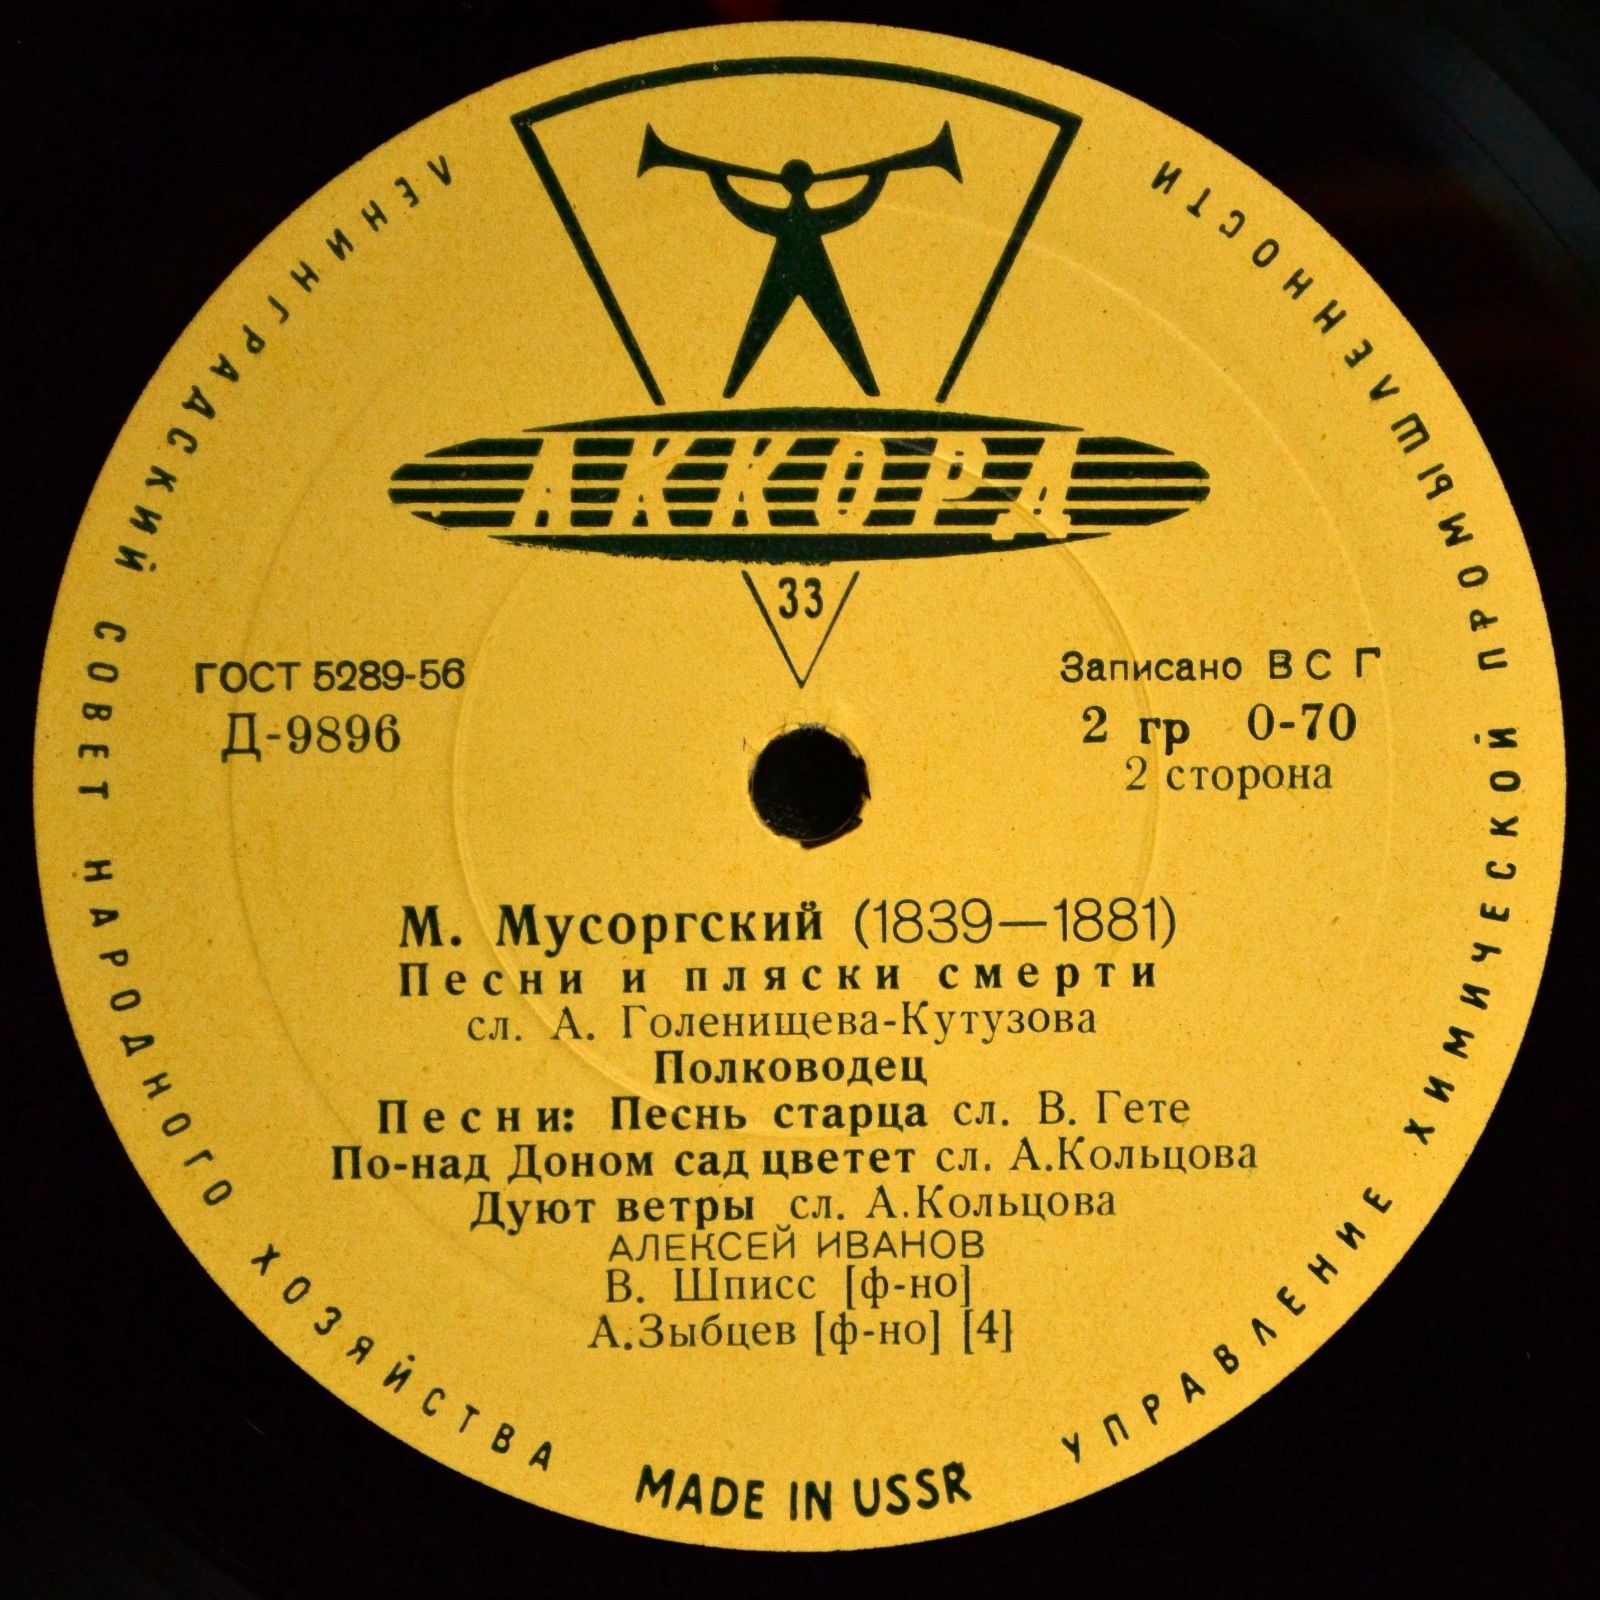 ЛЕНИНГРАДСКИЙ СОВЕТ НАРОДНОГО ХОЗЯЙСТВА
УПРАВЛЕНИЕ ХИМИЧЕСКОЙ ПРОМЫШЛЕННОСТИ
АККОРД
33
ГОСТ 5289-56
Д-9896
Записано ВСГ
2 гр 0-70
2 сторона
М. Мусоргский (1839—1881)
Песни и пляски смерти
сл. А. Голенищева-Кутузова
Полководец
Песни: Песнь старца сл. В. Гете
По-над Доном сад цветет сл. А.Кольцова
Дуют ветры сл. А.Кольцова
АЛЕКСЕЙ ИВАНОВ
В. Шписс [ф-но]
А.Зыбцев [ф-но] [4]
MADE IN USSR